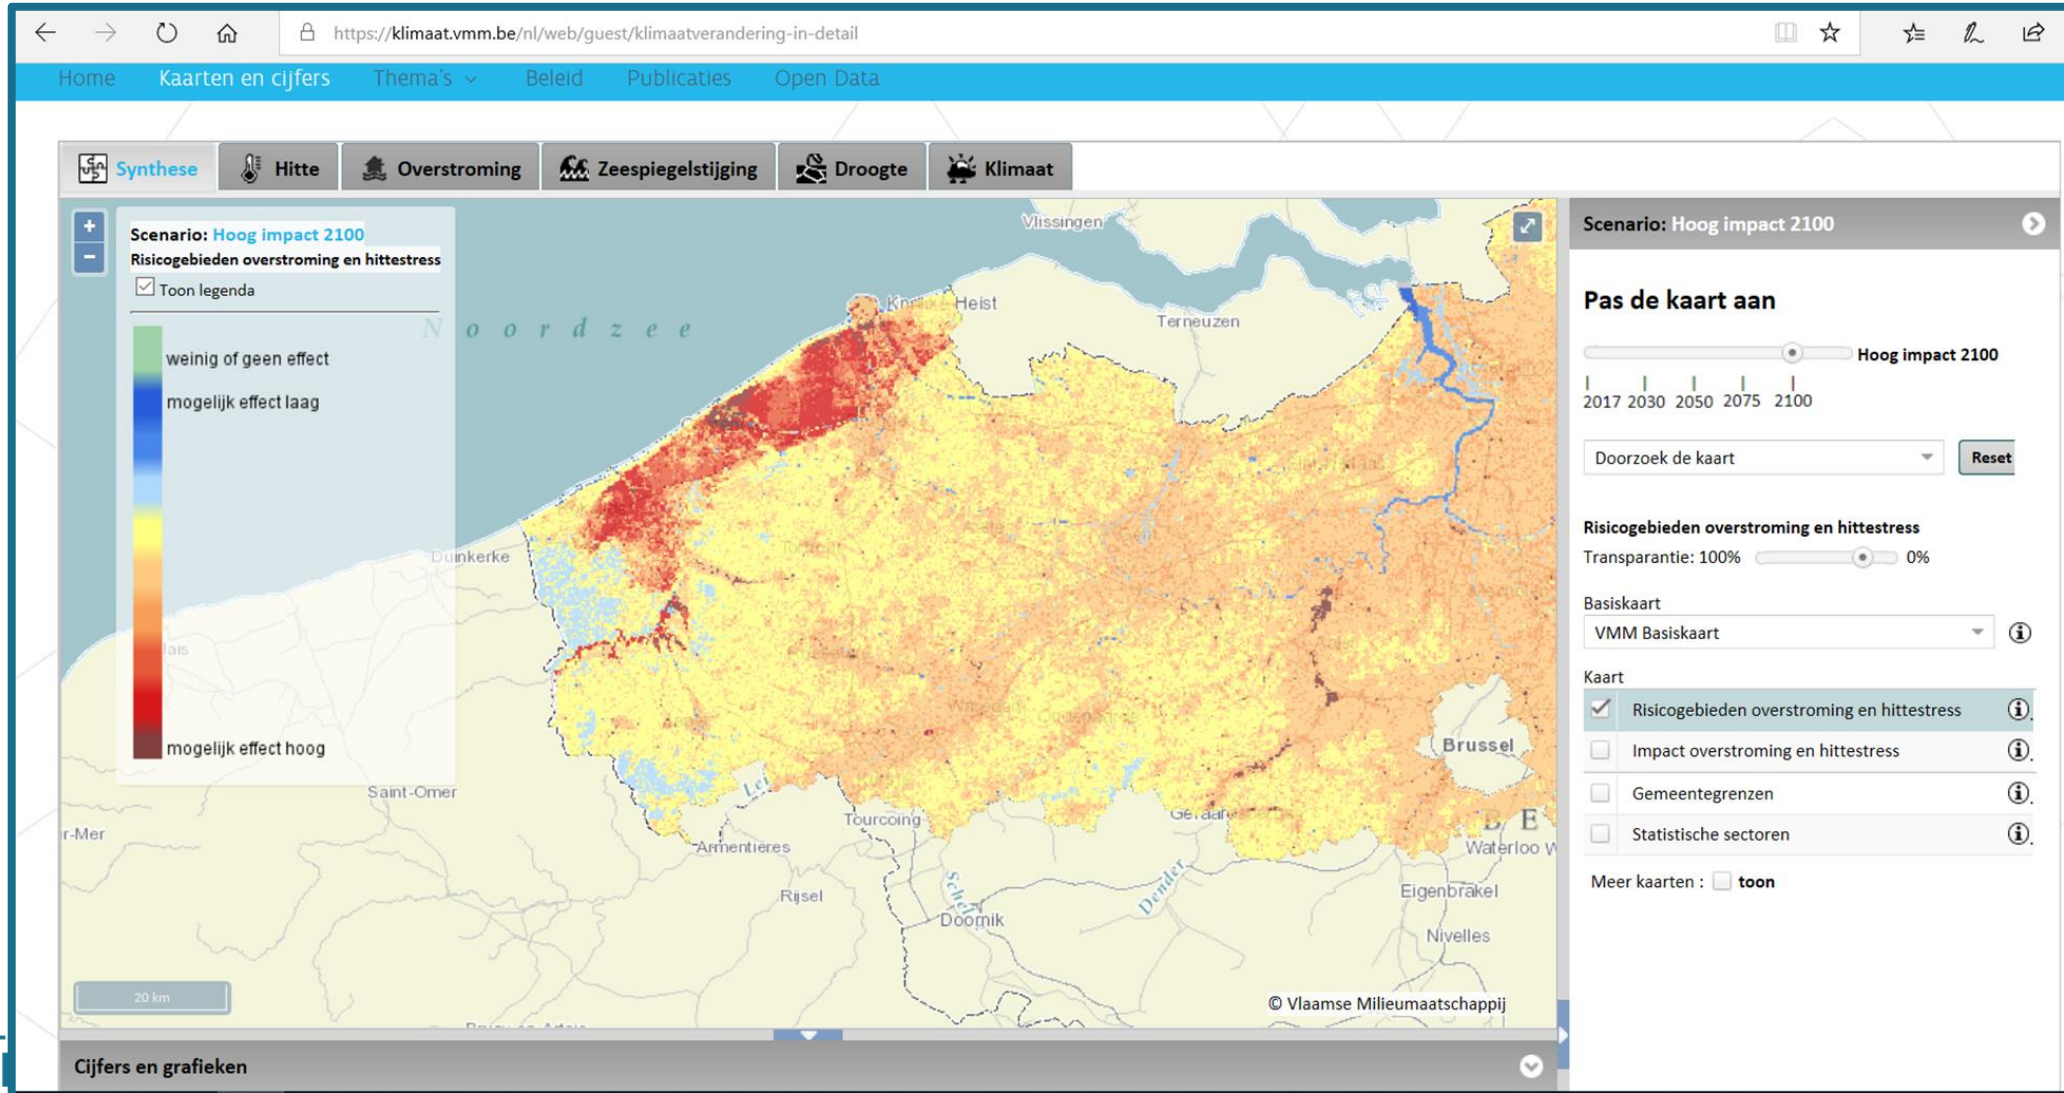 https://klimaat.vmm.be/nl/web/guest/klimaatverandering-in-detail
Home Kaarten en cijfers Thema's Beleid Publicaties Open Data
Synthese Hitte Overstroming Zeespiegelstijging Droogte Klimaat
Scenario: Hoog impact 2100
Risicogebieden overstroming en hittestress
Toon legenda
weinig of geen effect
mogelijk effect laag
mogelijk effect hoog
Vlissingen
Heist
Terneuzen
Noordzee
Duinkerke
Brussel
Saint-Omer
r-Mer
Lei
Tourcoing
Armentieres
Waterloo W
B E
Rijsel
Schel
Doornik
Dender
Eigenbrakel
Nivelles
20 km
© Vlaamse Milieumaatschappij
Cijfers en grafieken
Scenario: Hoog impact 2100
Pas de kaart aan
Hoog impact 2100
2017 2030 2050 2075 2100
Doorzoek de kaart
Reset
Risicogebieden overstroming en hittestress
Transparantie: 100% 0%
Basiskaart
VMM Basiskaart
Kaart
Risicogebieden overstroming en hittestress
Impact overstroming en hittestress
Gemeentegrenzen
Statistische sectoren
Meer kaarten : toon